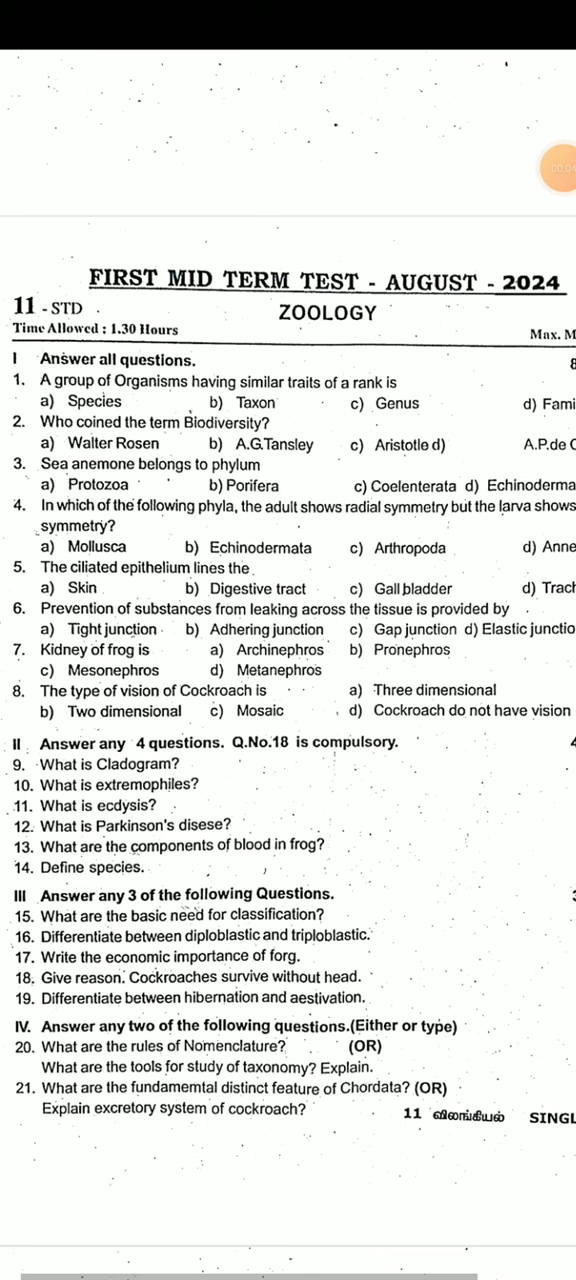 00:04
FIRST MID TERM TEST - AUGUST - 2024
11 - STD
ZOOLOGY
Time Allowed : 1.30 Hours
Max. M
I Answer all questions.
8
1. A group of Organisms having similar traits of a rank is
a) Species b) Taxon c) Genus d) Fami
2. Who coined the term Biodiversity?
a) Walter Rosen b) A.G.Tansley c) Aristotle d) A.P.de C
3. Sea anemone belongs to phylum
a) Protozoa b) Porifera c) Coelenterata d) Echinoderma
4. In which of the following phyla, the adult shows radial symmetry but the larva shows
symmetry?
a) Mollusca b) Echinodermata c) Arthropoda d) Anne
5. The ciliated epithelium lines the
a) Skin b) Digestive tract c) Gall bladder d) Trach
6. Prevention of substances from leaking across the tissue is provided by
a) Tight junction b) Adhering junction c) Gap junction d) Elastic junctio
7. Kidney of frog is a) Archinephros b) Pronephros
c) Mesonephros d) Metanephros
8. The type of vision of Cockroach is a) Three dimensional
b) Two dimensional c) Mosaic d) Cockroach do not have vision
II Answer any 4 questions. Q.No.18 is compulsory.
4
9. What is Cladogram?
10. What is extremophiles?
11. What is ecdysis?
12. What is Parkinson's disese?
13. What are the components of blood in frog?
14. Define species.
III Answer any 3 of the following Questions.
15. What are the basic need for classification?
16. Differentiate between diploblastic and triploblastic.
17. Write the economic importance of forg.
18. Give reason. Cockroaches survive without head.
19. Differentiate between hibernation and aestivation.
IV. Answer any two of the following questions.(Either or type)
20. What are the rules of Nomenclature? (OR)
What are the tools for study of taxonomy? Explain.
21. What are the fundamemtal distinct feature of Chordata? (OR)
Explain excretory system of cockroach?
11 விலங்கியல் SINGL